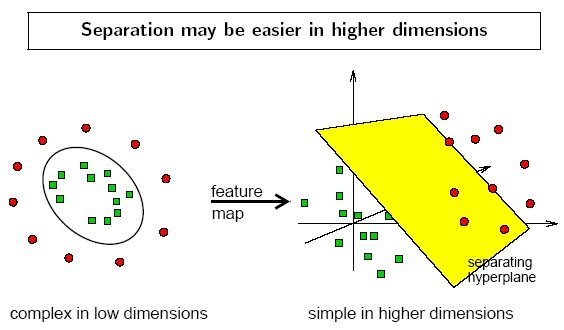 Separation may be easier in higher dimensions
feature
map
separating
hyperplane
complex in low dimensions
simple in higher dimensions